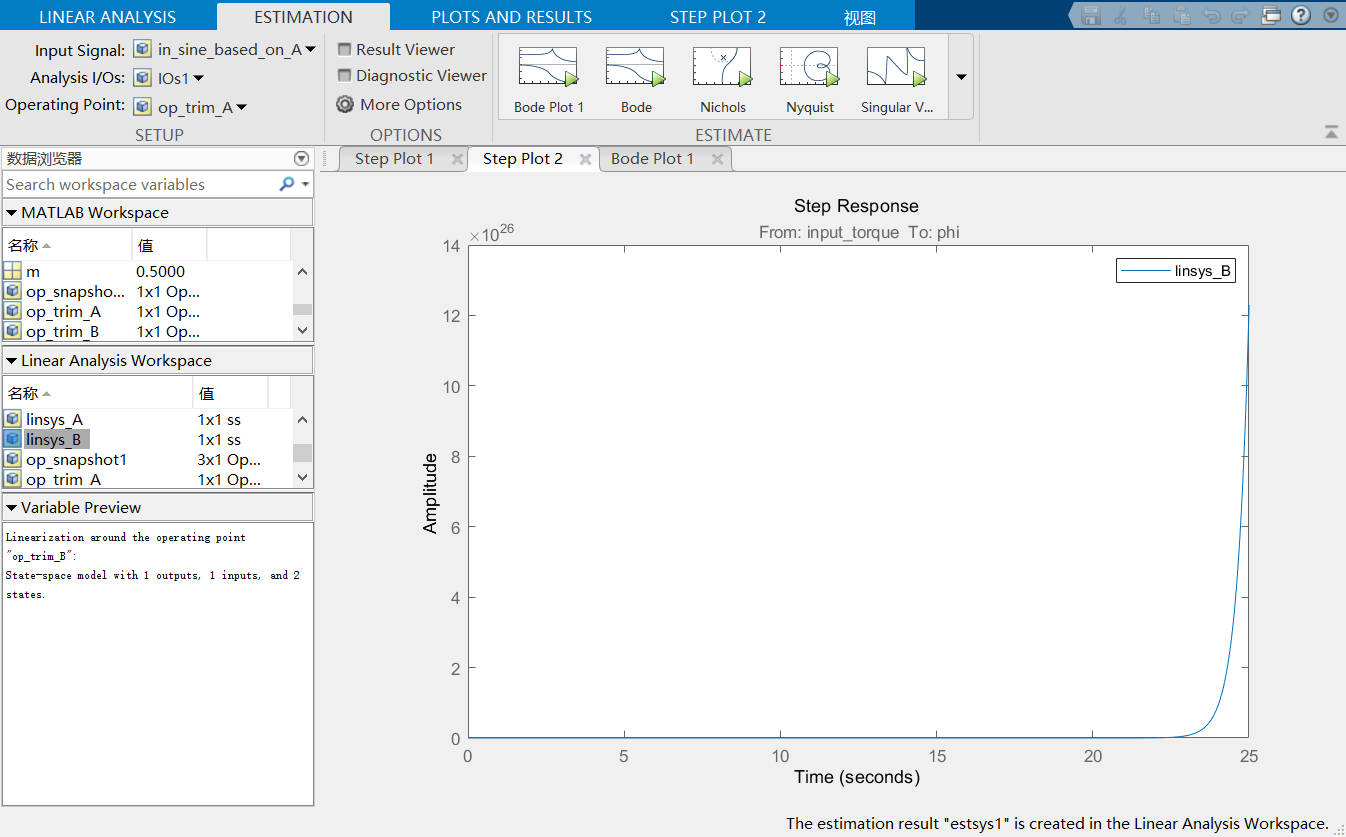 LINEAR ANALYSIS ESTIMATION PLOTS AND RESULTS STEP PLOT 2 视图
Input Signal: in_sine_based_on_A
Analysis I/Os: IOs1
Operating Point: op_trim_A
SETUP
Result Viewer
Diagnostic Viewer
More Options
OPTIONS
Bode Plot 1 Bode Nichols Nyquist Singular V...
ESTIMATE
数据浏览器
Search workspace variables
MATLAB Workspace
名称 值
m 0.5000
op_snapsho... 1x1 Op...
op_trim_A 1x1 Op...
op_trim_B 1x1 Op...
Linear Analysis Workspace
名称 值
linsys_A 1x1 ss
linsys_B 1x1 ss
op_snapshot1 3x1 Op...
op_trim_A 1x1 Op...
Variable Preview
Linearization around the operating point
"op_trim_B":
State-space model with 1 outputs, 1 inputs, and 2
states.
Step Plot 1 Step Plot 2 Bode Plot 1
Step Response
From: input_torque To: phi
×10^26
14
12
10
8
6
4
2
0
Amplitude
linsys_B
0 5 10 15 20 25
Time (seconds)
The estimation result "estsys1" is created in the Linear Analysis Workspace.